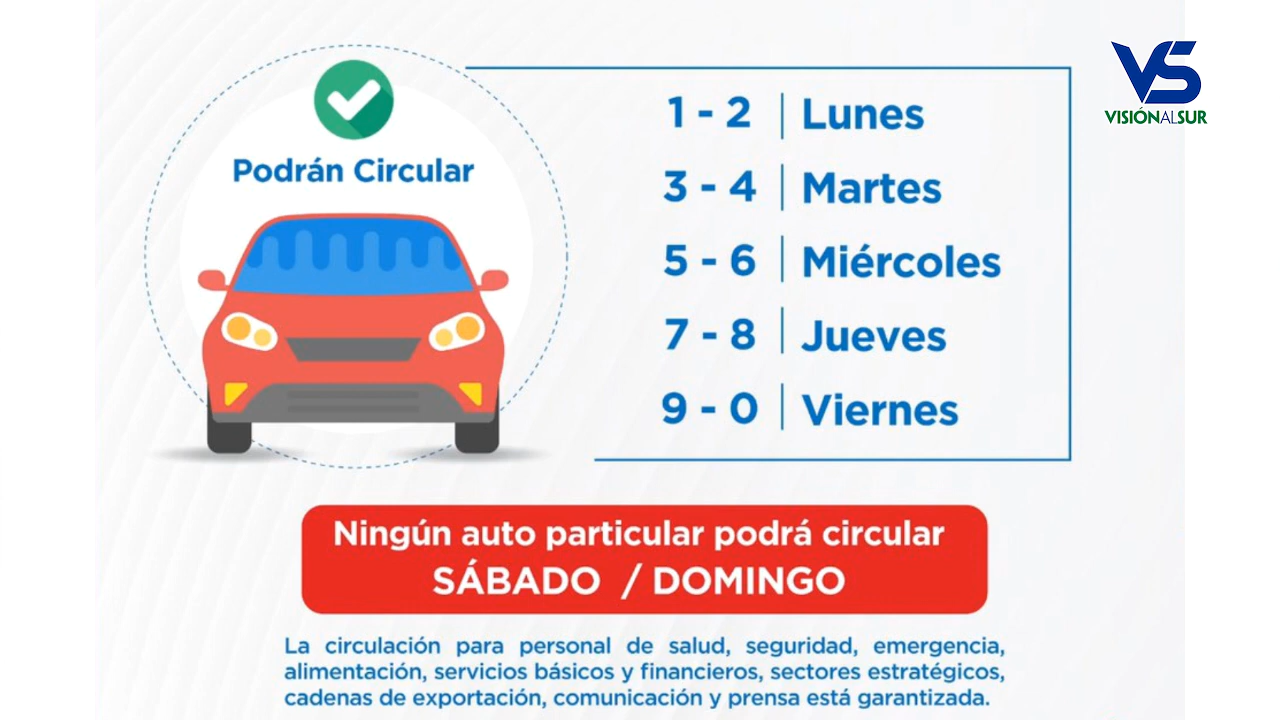 VS
VISIÓNALSUR
Podrán Circular
1 - 2 | Lunes
3 - 4 | Martes
5 - 6 | Miércoles
7 - 8 | Jueves
9 - 0 | Viernes
Ningún auto particular podrá circular
SÁBADO / DOMINGO
La circulación para personal de salud, seguridad, emergencia,
alimentación, servicios básicos y financieros, sectores estratégicos,
cadenas de exportación, comunicación y prensa está garantizada.